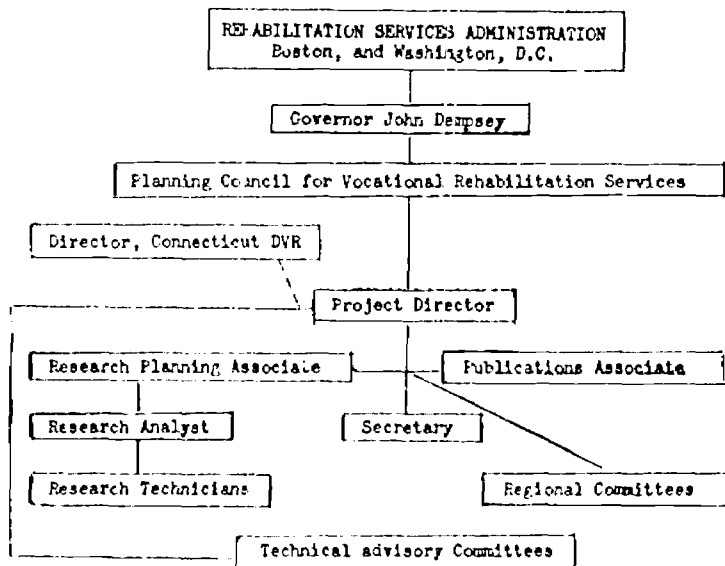 REHABILITATION SERVICES ADMINISTRATION
Boston, and Washington, D.C.
Governor John Dempsey
Planning Council for Vocational Rehabilitation Services
Director, Connecticut DVR
Project Director
Research Planning Associate
Publications Associate
Research Analyst
Secretary
Research Technicians
Regional Committees
Technical advisory Committees